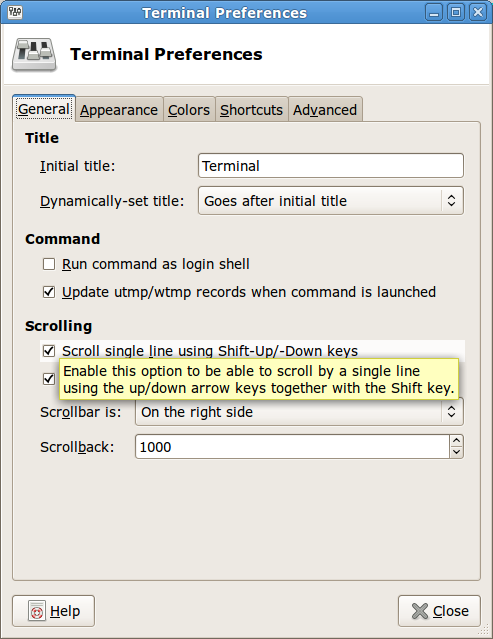 Terminal Preferences
Terminal Preferences
General Appearance Colors Shortcuts Advanced
Title
Initial title: Terminal
Dynamically-set title: Goes after initial title
Command
Run command as login shell
Update utmp/wtmp records when command is launched
Scrolling
Scroll single line using Shift-Up/-Down keys
Enable this option to be able to scroll by a single line
using the up/down arrow keys together with the Shift key.
Scrollbar is: On the right side
Scrollback: 1000
Help Close